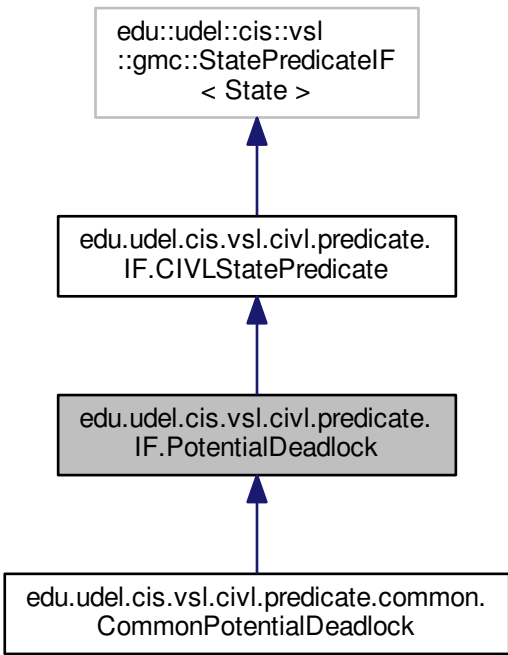 edu::udel::cis::vsl
::gmc::StatePredicateIF
< State >
edu.udel.cis.vsl.civl.predicate.
IF.CIVLStatePredicate
edu.udel.cis.vsl.civl.predicate.
IF.PotentialDeadlock
edu.udel.cis.vsl.civl.predicate.common.
CommonPotentialDeadlock